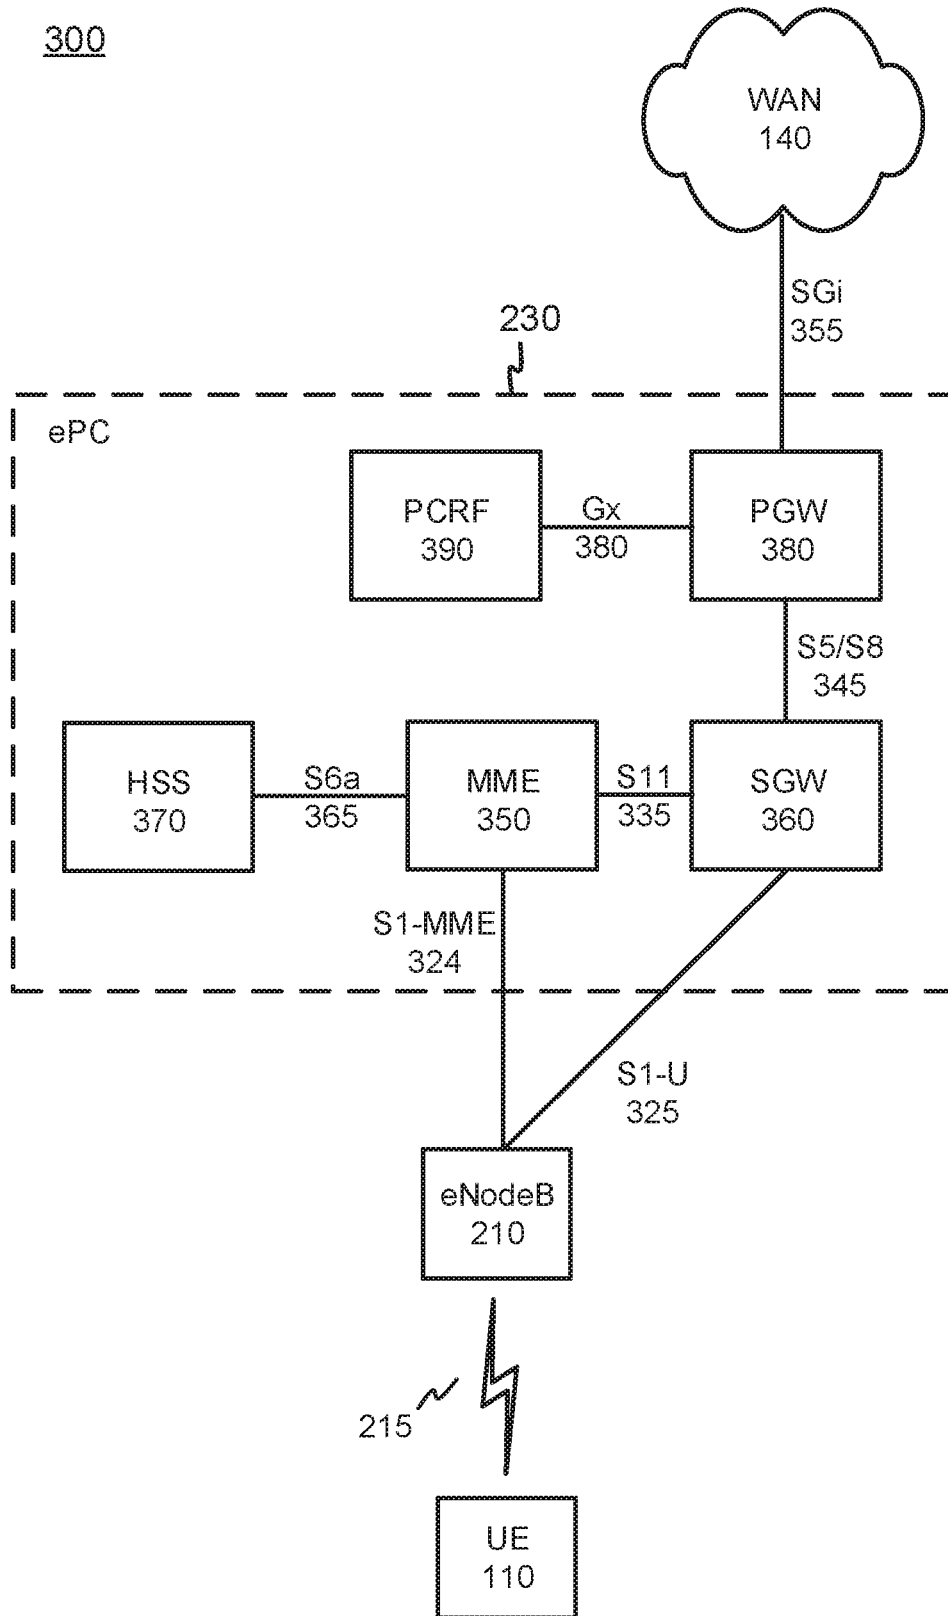 300
WAN
140
SGi
355
230
ePC
PCRF
390
Gx
380
PGW
380
S5/S8
345
HSS
370
S6a
365
MME
350
S11
335
SGW
360
S1-MME
324
S1-U
325
eNodeB
210
215
UE
110